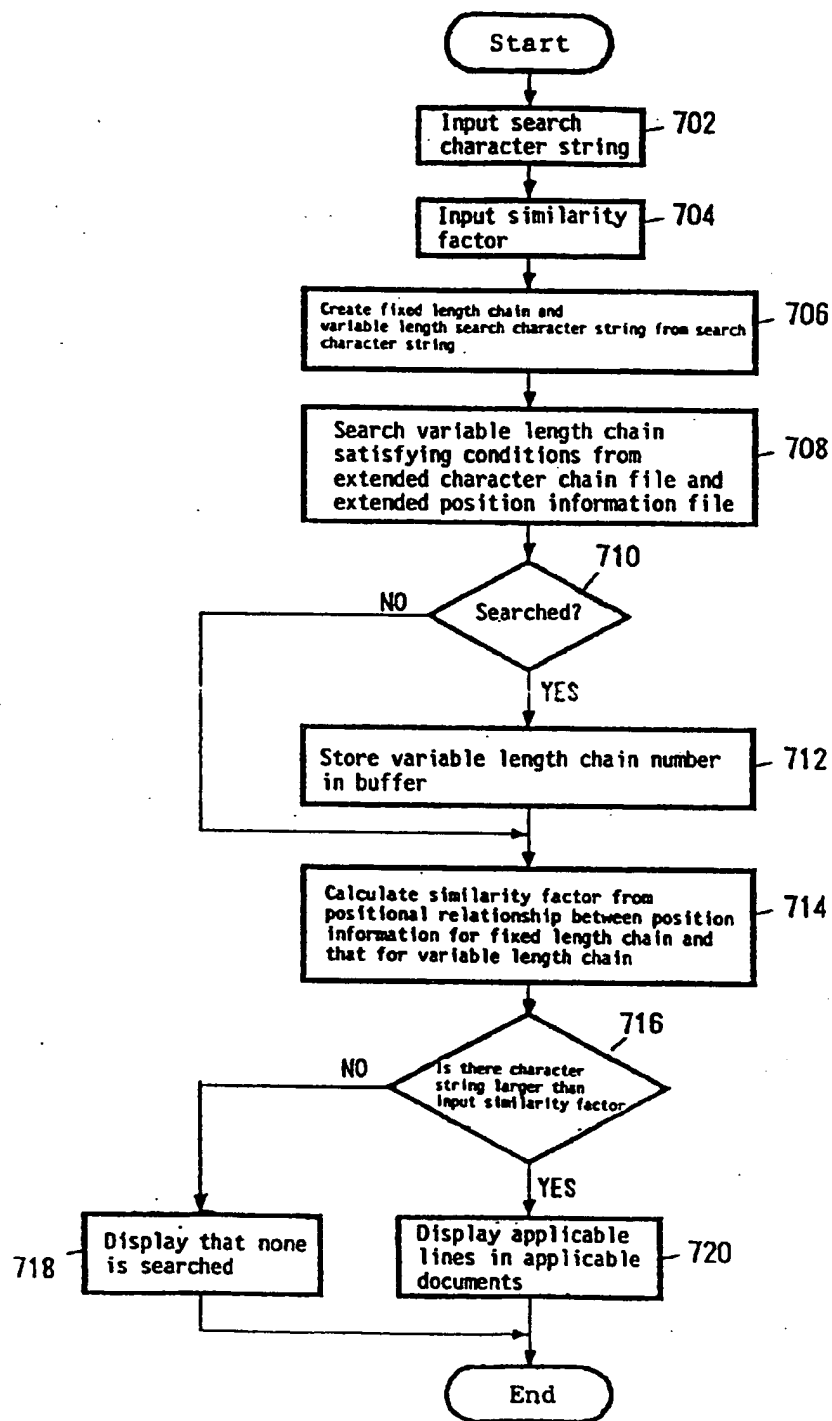 Start
Input search
character string
702
Input similarity
factor
704
Create fixed length chain and
variable length search character string from search
character string
706
Search variable length chain
satisfying conditions from
extended character chain file and
extended position information file
708
710
Searched?
NO
YES
Store variable length chain number
in buffer
712
Calculate similarity factor from
positional relationship between position
information for fixed length chain and
that for variable length chain
714
716
Is there character
string larger than
input similarity factor
NO
YES
Display that none
is searched
718
Display applicable
lines in applicable
documents
720
End